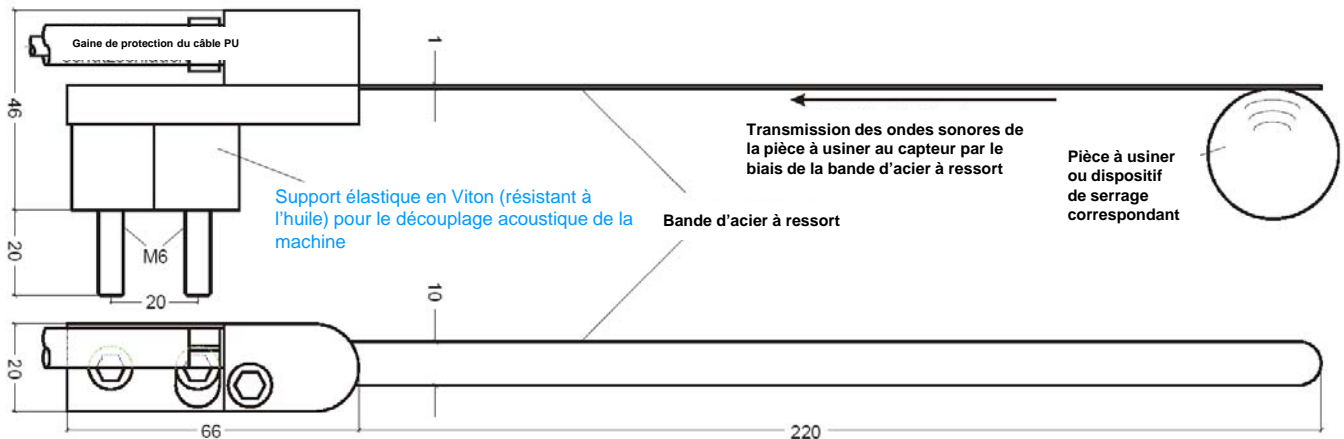 Gaine de protection du câble PU
1
46
Transmission des ondes sonores de
la pièce à usiner au capteur par le
biais de la bande d'acier à ressort
Pièce à usiner
ou dispositif
de serrage
correspondant
Support élastique en Viton (résistant à
l'huile) pour le découplage acoustique de la
machine
Bande d'acier à ressort
20
M6
20
10
20
66
220